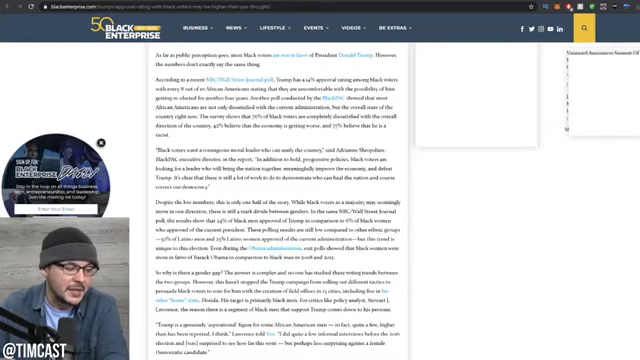 blackenterprise.com/trumps-approval-rating-with-black-voters-may-be-higher-than-you-thought/
50
BLACK ENTERPRISE
BUSINESS
NEWS
LIFESTYLE
EVENTS
VIDEOS
BE EXTRAS
As far as public perception goes, most black voters are not in favor of President Donald Trump. However,
the numbers don't exactly say the same thing.
According to a recent NBC/Wall Street Journal poll, Trump has a 14% approval rating among black voters
with every 8 out of 10 African Americans stating that they are uncomfortable with the possibility of him
getting re-elected for another four years. Another poll conducted by the BlackPAC showed that most
African Americans are not only dissatisfied with the current administration, but the overall state of the
country right now. The survey shows that 76% of black voters are completely dissatisfied with the overall
direction of the country, 42% believe that the economy is getting worse, and 77% believe that he is a
racist.
"Black voters want a courageous moral leader who can unify the country," said Adrianne Shropshire,
BlackPAC executive director, in the report. "In addition to bold, progressive policies, black voters are
looking for a leader who will bring the nation together, meaningfully improve the economy, and defeat
Trump. It's clear that there is still a lot of work to do to demonstrate who can heal the nation and course
correct our democracy."
Despite the low numbers, this is only half of the story. While black voters as a majority may seemingly
move in one direction, there is still a stark divide between genders. In the same NBC/Wall Street Journal
poll, the results show that 24% of black men approved of Trump in comparison to 6% of black women
who approved of the current president. These polling results are still low compared to other ethnic groups
—32% of Latino men and 25% Latino women approved of the current administration—but this trend is
unique to this election. Even during the Obama administration, exit polls showed that black women were
more in favor of Barack Obama in comparison to black men in 2008 and 2012.
So why is there a gender gap? The answer is complex and no one has studied these voting trends between
the two groups. However, this hasn't stopped the Trump campaign from rolling out different tactics to
persuade black voters to vote for him with the creation of field offices in 15 cities, including five in his
other "home" state, Florida. His target is primarily black men. For critics like policy analyst, Stewart J.
Lawrence, the reason there is a segment of black men that support Trump comes down to his persona.
"Trump is a genuinely 'aspirational' figure for some African American men — in fact, quite a few, higher
than has been reported, I think," Lawrence told
"I did quite a few informal interviews before the 2016
election and [was] surprised to see how far this went — but perhaps less surprising against a female
Democratic candidate."
SIGN UP FOR
BLACK
ENTERPRISE
DAILY
Stay in the loop on all things business,
tech, entrepreneurship, and leadership.
Join the mailing list today!
Enter Your Email
Vanguard Announces Summit Of
@TIMCAST